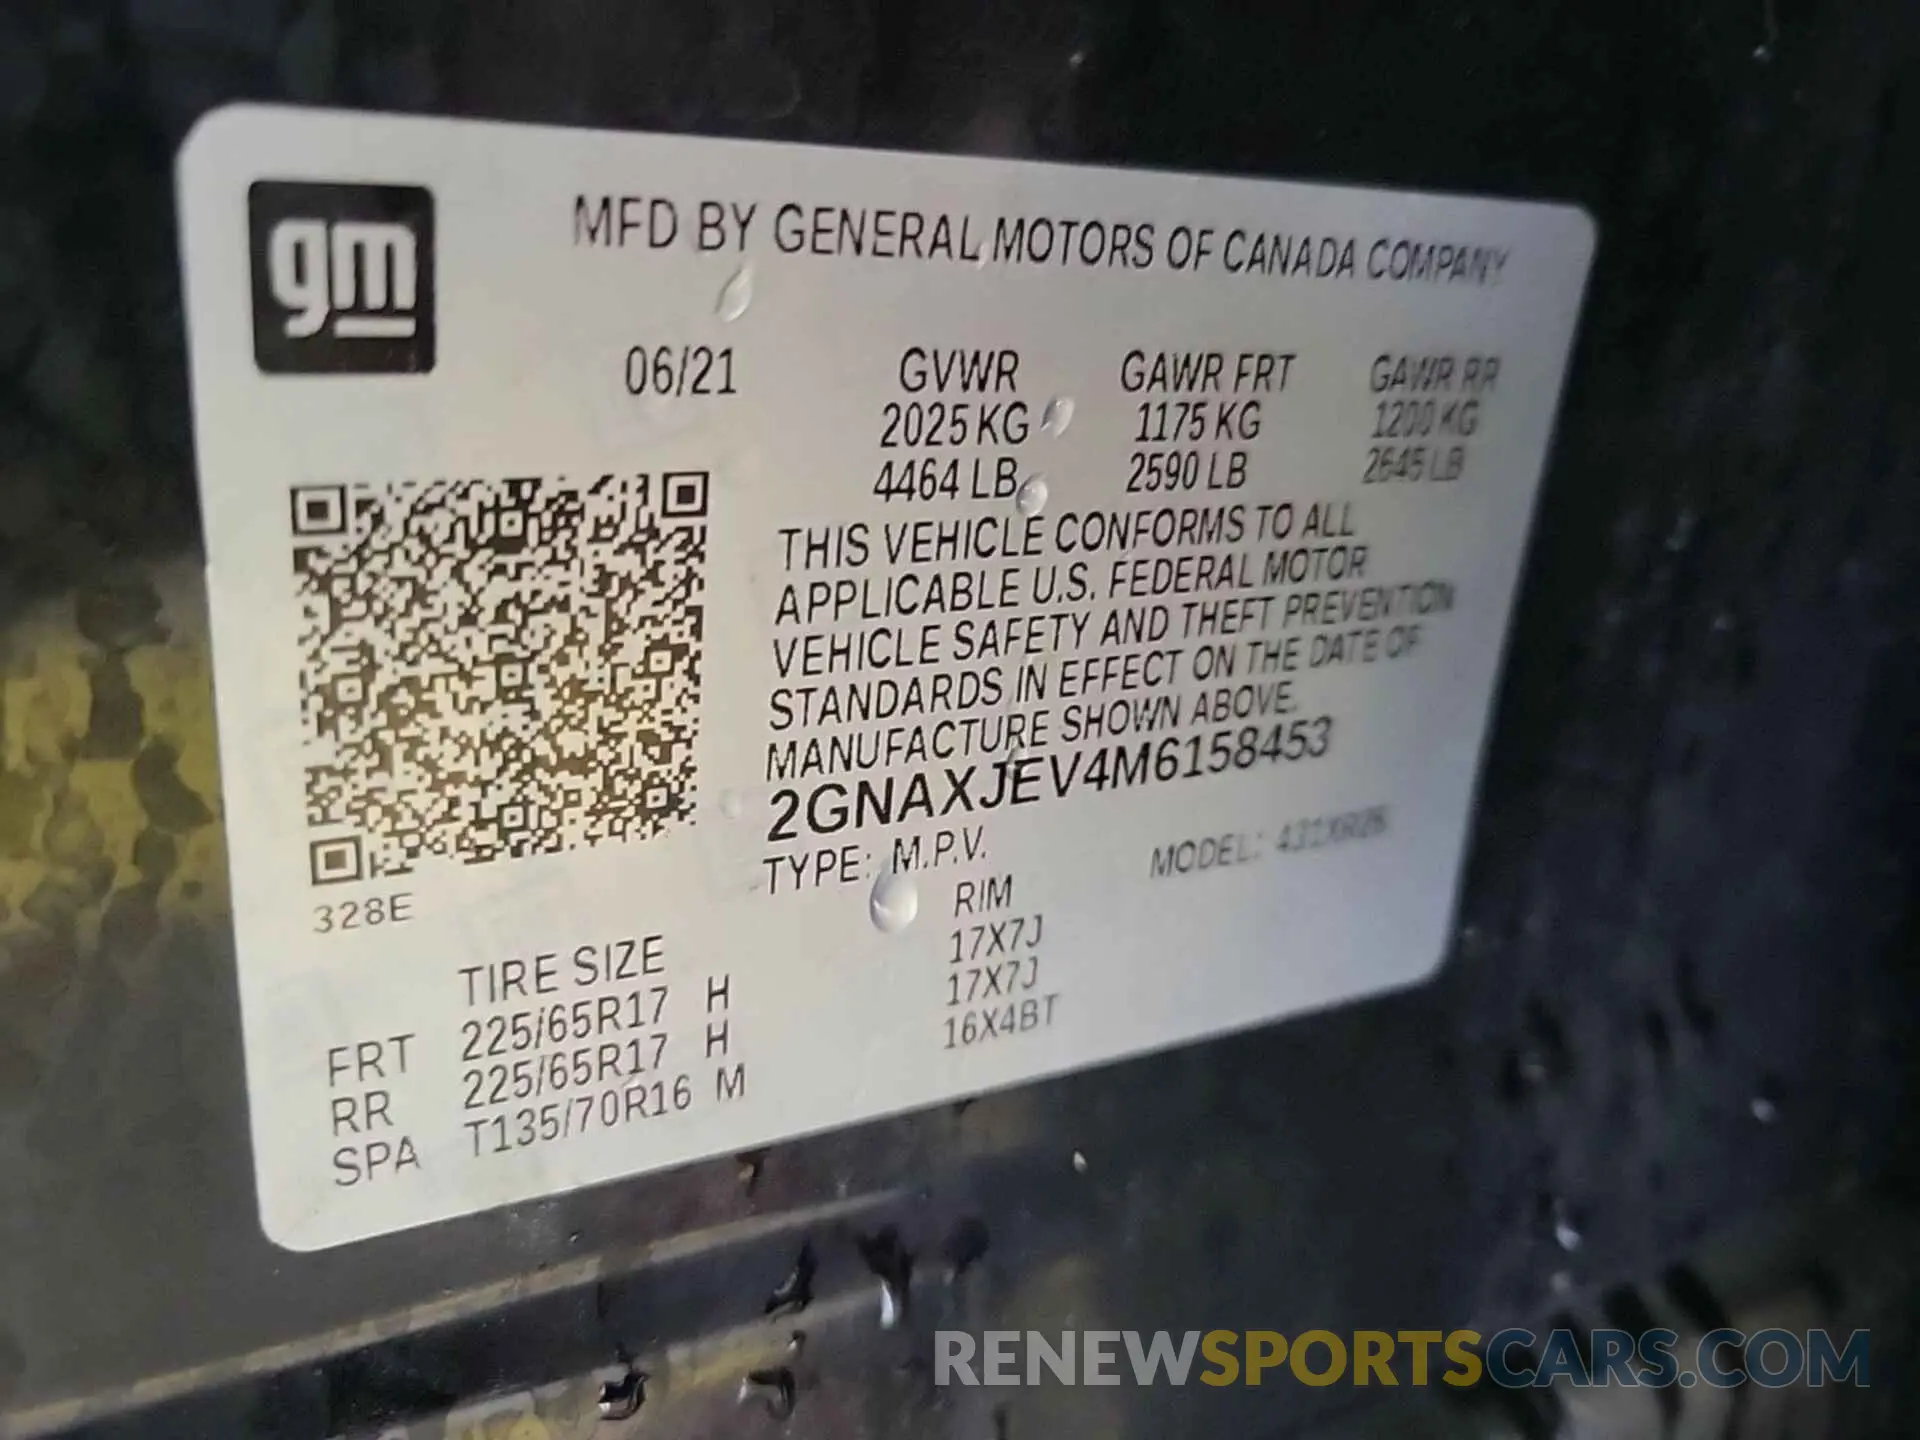 gm
MFD BY GENERAL MOTORS OF CANADA COMPANY
06/21 GVWR GAWR FRT GAWR RR
2025 KG 1175 KG 1200 KG
4464 LB 2590 LB 2645 LB
THIS VEHICLE CONFORMS TO ALL
APPLICABLE U.S. FEDERAL MOTOR
VEHICLE SAFETY AND THEFT PREVENTION
STANDARDS IN EFFECT ON THE DATE OF
MANUFACTURE SHOWN ABOVE.
2GNAXJEV4M6158453
TYPE: M.P.V. MODEL:
328E
TIRE SIZE RIM
FRT 225/65R17 H 17X7J
RR 225/65R17 H 17X7J
SPA T135/70R16 M 16X4BT
RENEWSPORTSCARS.COM